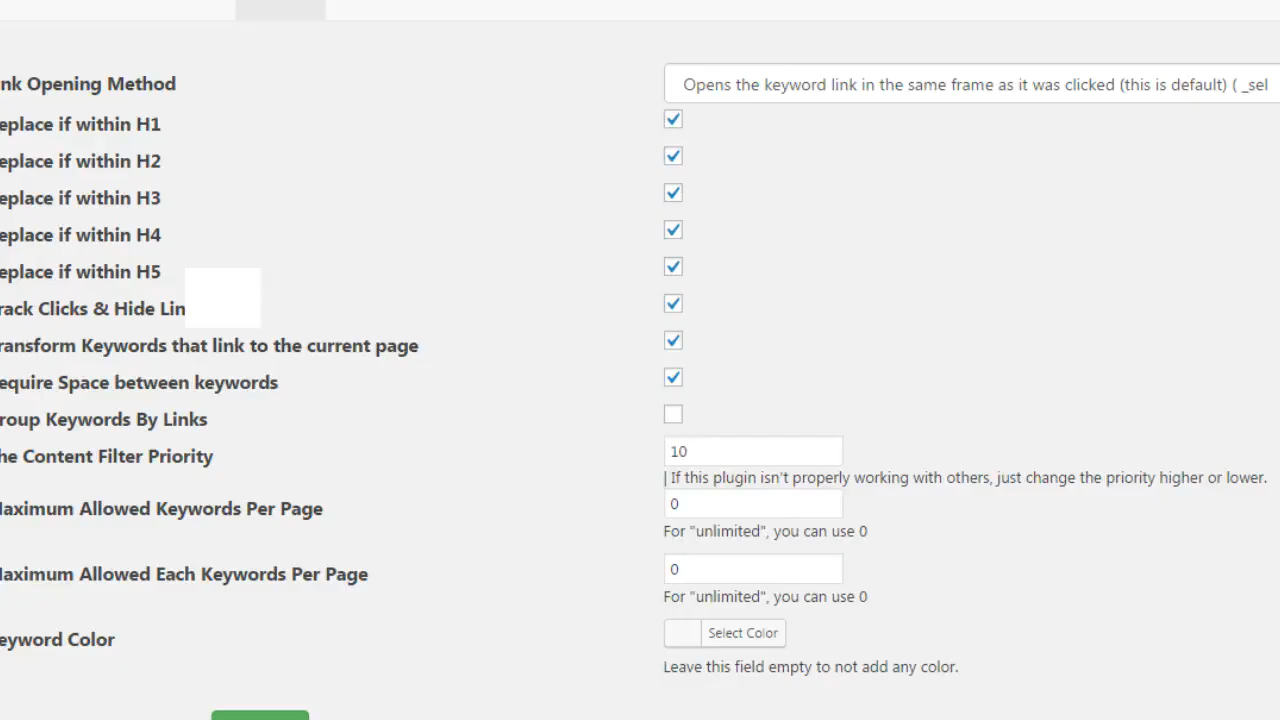 nk Opening Method
Opens the keyword link in the same frame as it was clicked (this is default) ( _sel
eplace if within H1
eplace if within H2
eplace if within H3
eplace if within H4
eplace if within H5
rack Clicks & Hide Lin
ransform Keywords that link to the current page
equire Space between keywords
roup Keywords By Links
he Content Filter Priority
10
| If this plugin isn't properly working with others, just change the priority higher or lower.
aximum Allowed Keywords Per Page
0
For "unlimited", you can use 0
aximum Allowed Each Keywords Per Page
0
For "unlimited", you can use 0
eyword Color
Select Color
Leave this field empty to not add any color.